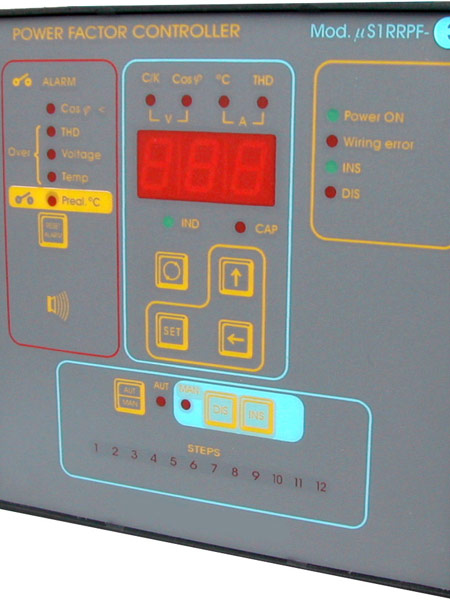 POWER FACTOR CONTROLLER
Mod. μS1RRPF-
ALARM
Cos φ <
THD
Over
Voltage
Temp
Preal. °C
RESET
ALARM
C/K Cos φ °C THD
V A
888
IND CAP
SET
Power ON
Wiring error
INS
DIS
AUT
MAN
AUT MAN
DIS INS
STEPS
1 2 3 4 5 6 7 8 9 10 11 12